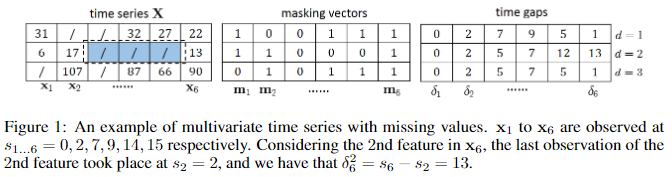 time series X masking vectors time gaps
31 / / 32 27 22 1 0 0 1 1 1 0 2 7 9 5 1 d = 1
6 17 / / / 13 1 1 0 0 0 1 0 2 5 7 12 13 d = 2
/ 107 / 87 66 90 0 1 0 1 1 1 0 2 5 7 5 1 d = 3
x₁ x₂ ...... x₆ m₁ m₂ ...... m₆ δ₁ δ₂ ...... δ₆
Figure 1: An example of multivariate time series with missing values. x₁ to x₆ are observed at
s₁...₆ = 0, 2, 7, 9, 14, 15 respectively. Considering the 2nd feature in x₆, the last observation of the
2nd feature took place at s₂ = 2, and we have that δ₆² = s₆ − s₂ = 13.